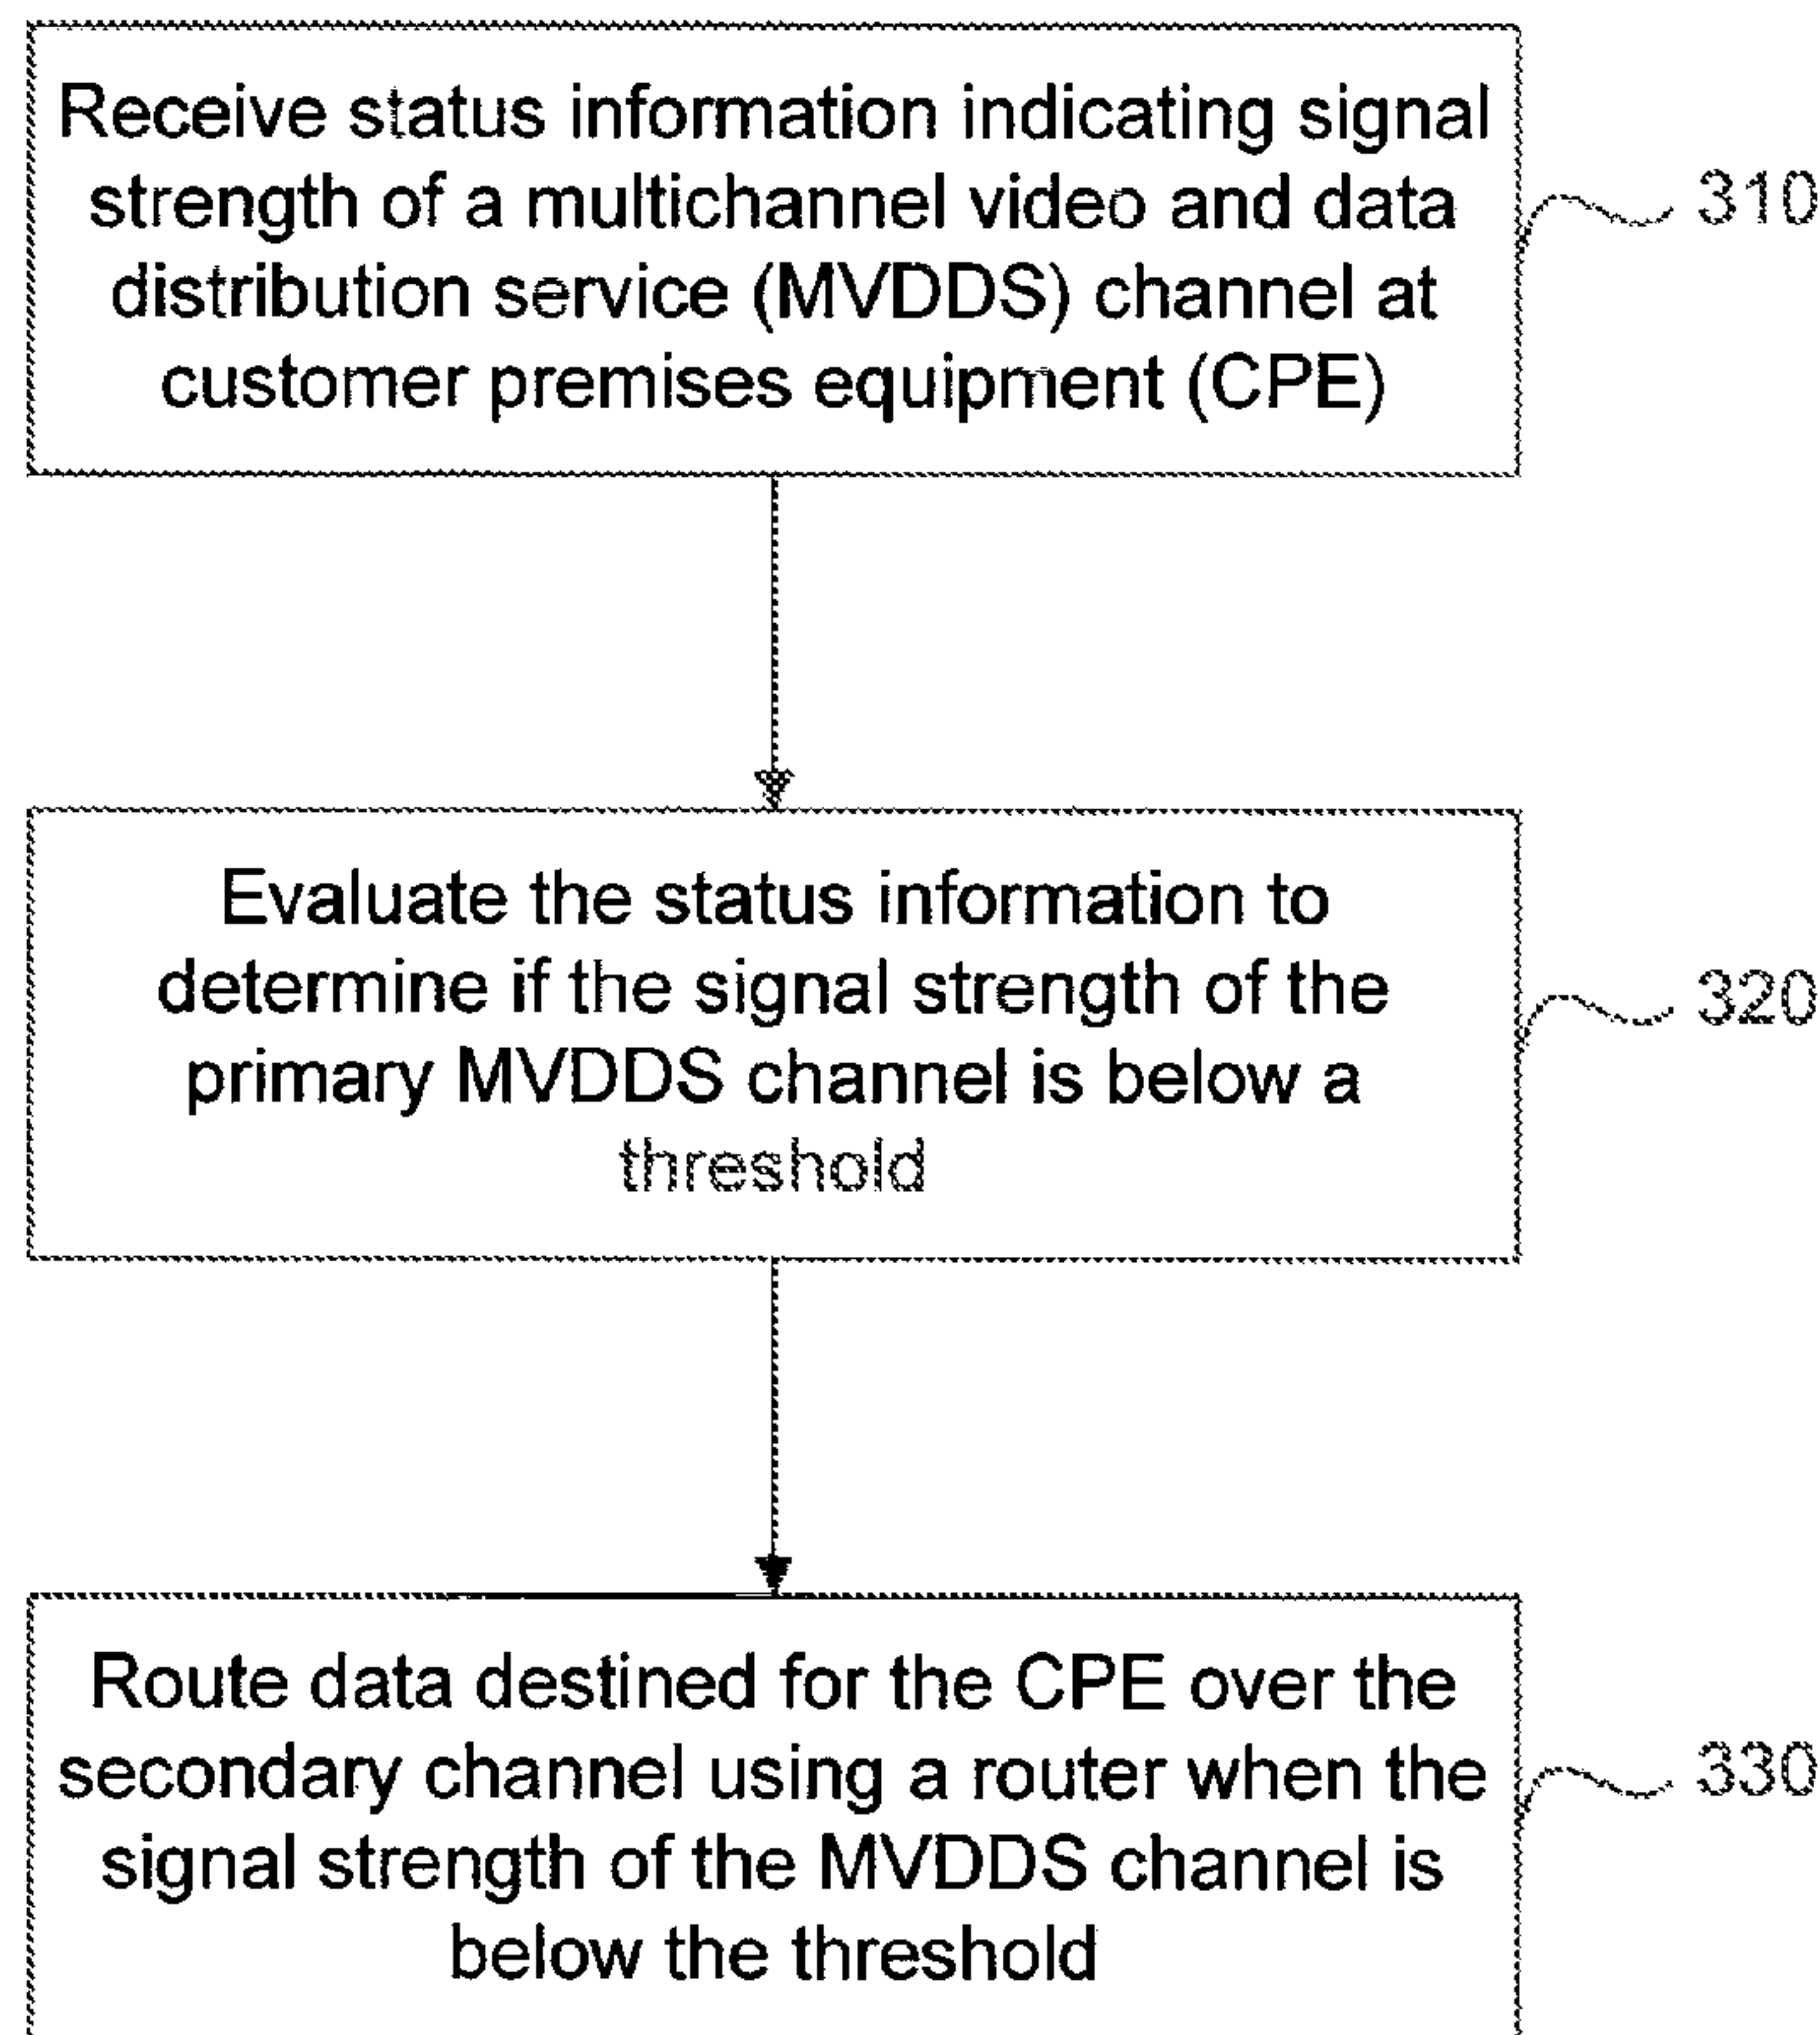 Receive status information indicating signal
strength of a multichannel video and data
distribution service (MVDDS) channel at
customer premises equipment (CPE)
310
Evaluate the status information to
determine if the signal strength of the
primary MVDDS channel is below a
threshold
320
Route data destined for the CPE over the
secondary channel using a router when the
signal strength of the MVDDS channel is
below the threshold
330